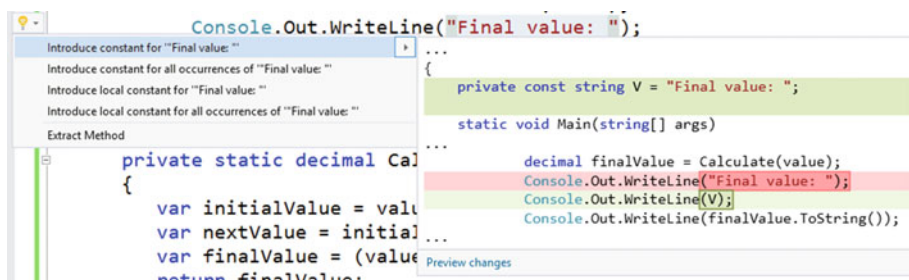 Console.Out.WriteLine("Final value: ");
Introduce constant for '"Final value: "'
Introduce constant for all occurrences of '"Final value: "'
Introduce local constant for '"Final value: "'
Introduce local constant for all occurrences of '"Final value: "'
Extract Method
...
{
private const string V = "Final value: ";
static void Main(string[] args)
...
decimal finalValue = Calculate(value);
Console.Out.WriteLine("Final value: ");
Console.Out.WriteLine(V);
Console.Out.WriteLine(finalValue.ToString());
...
Preview changes
private static decimal Cal
{
var initialValue = valu
var nextValue = initial
var finalValue = (value
return finalValue;